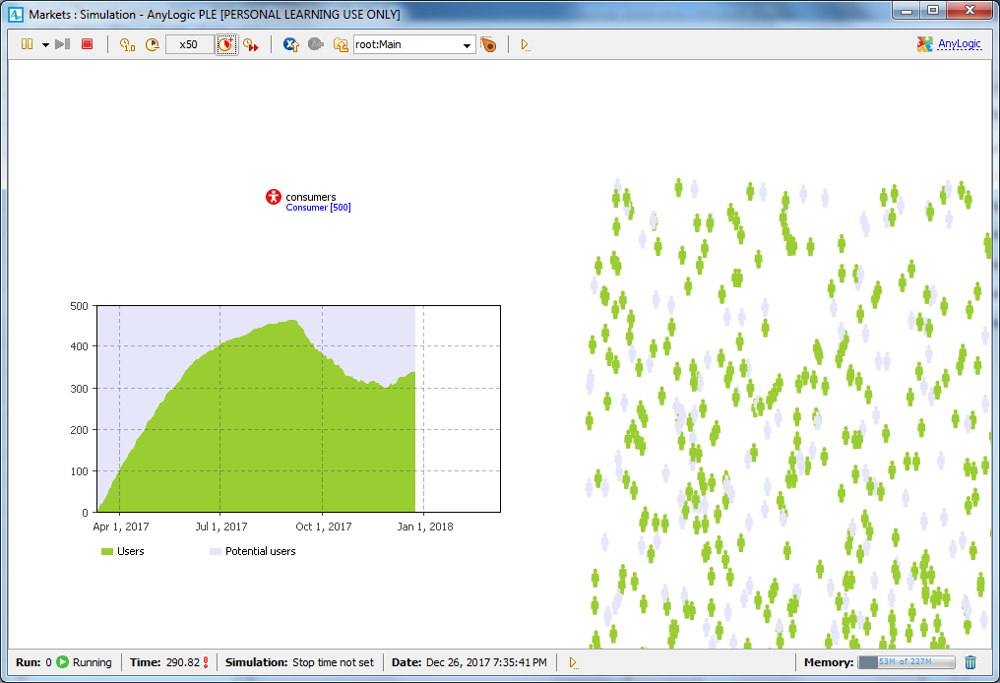 Markets : Simulation - AnyLogic PLE [PERSONAL LEARNING USE ONLY]
1.0 x50 root:Main AnyLogic
consumers
Consumer [500]
500
400
300
200
100
0
Apr 1, 2017 Jul 1, 2017 Oct 1, 2017 Jan 1, 2018
Users Potential users
Run: 0 Running Time: 290.82 Simulation: Stop time not set Date: Dec 26, 2017 7:35:41 PM Memory: 53M of 227M